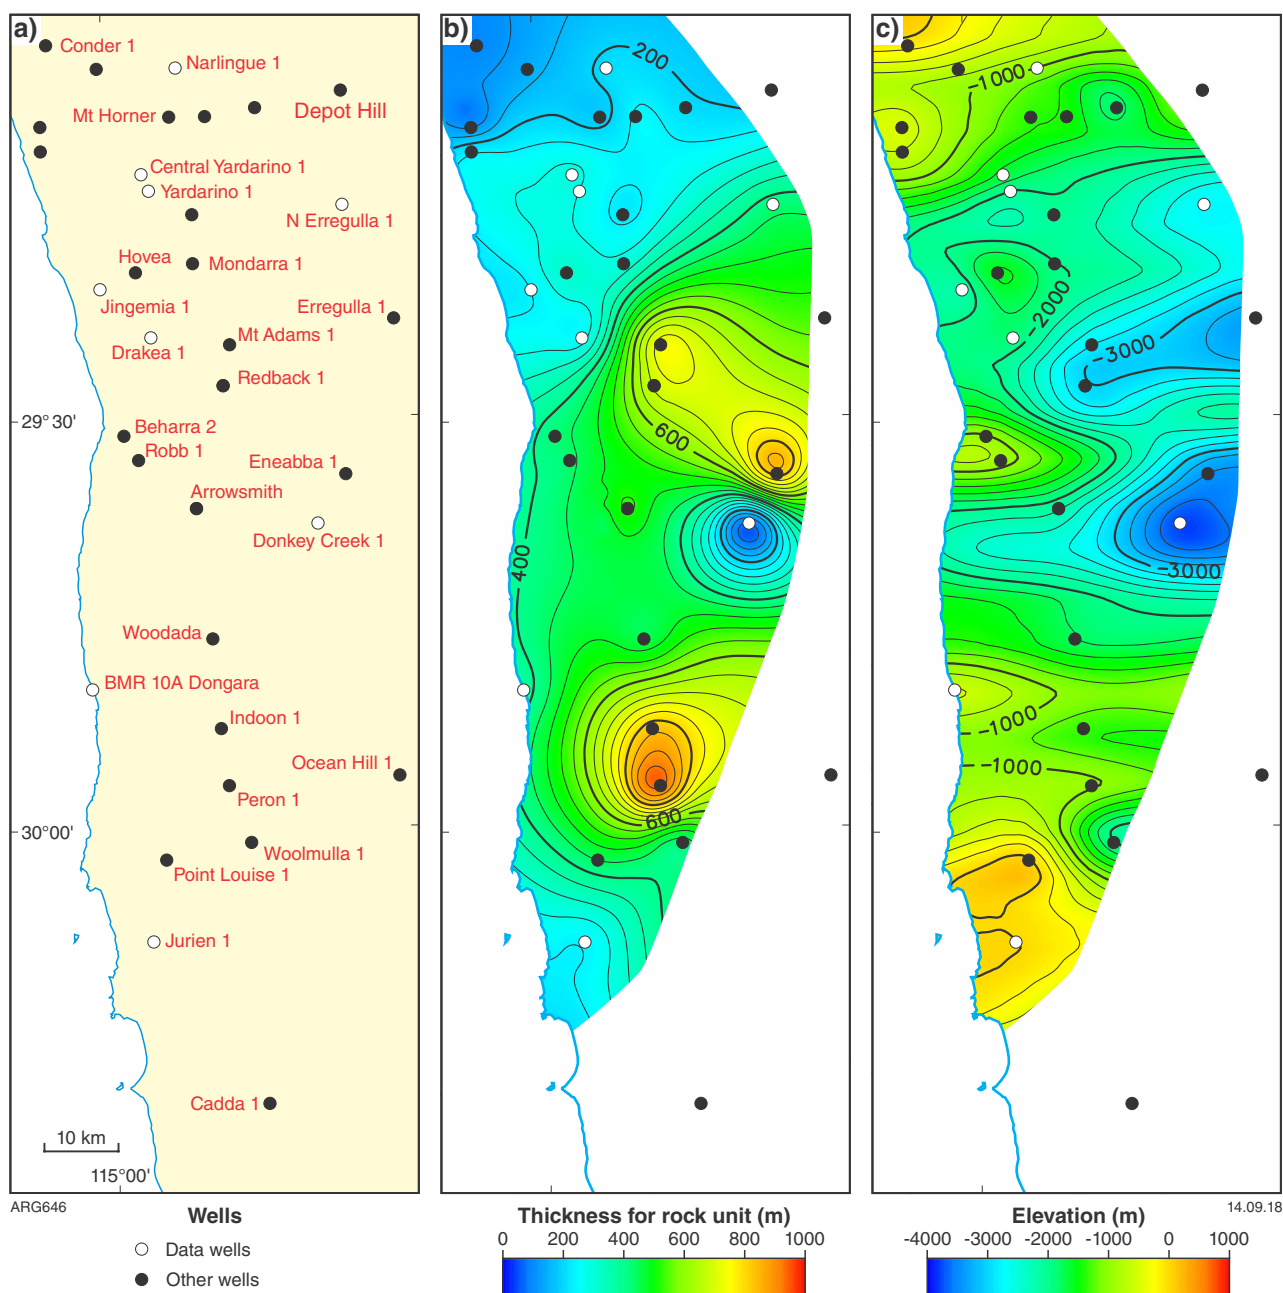 a)
Conder 1
Narlingue 1
Depot Hill
Mt Horner
Central Yardarino 1
Yardarino 1
N Erregulla 1
Hovea
Mondarra 1
Jingemia 1
Erregulla 1
Mt Adams 1
Drakea 1
Redback 1
29°30'
Beharra 2
Robb 1
Eneabba 1
Arrowsmith
Donkey Creek 1
Woodada
BMR 10A Dongara
Indoon 1
Ocean Hill 1
Peron 1
30°00'
Woolmulla 1
Point Louise 1
Jurien 1
Cadda 1
10 km
115°00'
b)
200
600
400
600
c)
-1000
-2000
-3000
-3000
-1000
-1000
ARG646
14.09.18
Wells
Data wells
Other wells
Thickness for rock unit (m)
0 200 400 600 800 1000
Elevation (m)
-4000 -3000 -2000 -1000 0 1000